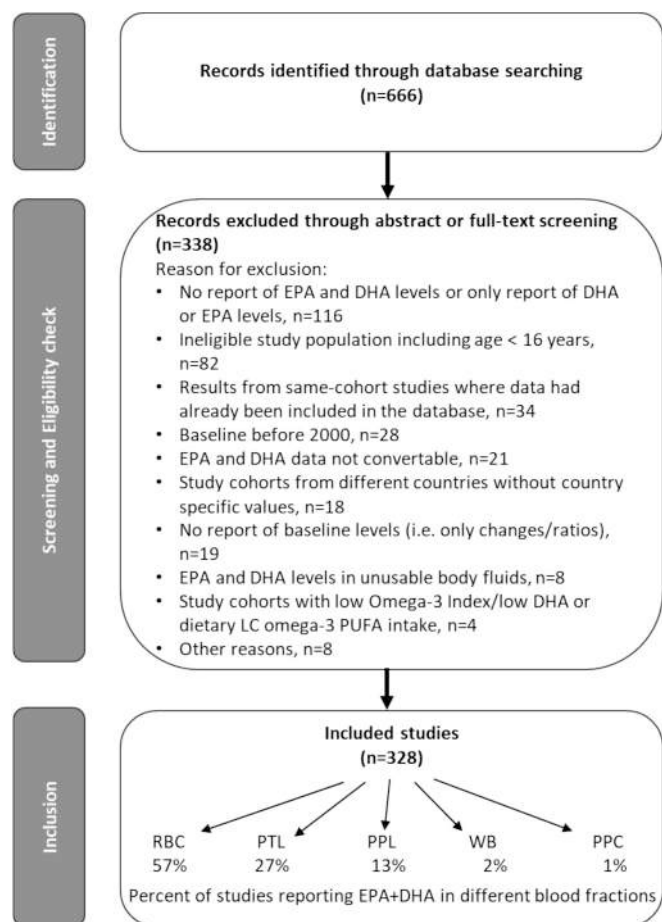 Identification
Records identified through database searching
(n=666)
Screening and Eligibility check
Records excluded through abstract or full-text screening
(n=338)
Reason for exclusion:
• No report of EPA and DHA levels or only report of DHA
or EPA levels, n=116
• Ineligible study population including age < 16 years,
n=82
• Results from same-cohort studies where data had
already been included in the database, n=34
• Baseline before 2000, n=28
• EPA and DHA data not convertable, n=21
• Study cohorts from different countries without country
specific values, n=18
• No report of baseline levels (i.e. only changes/ratios),
n=19
• EPA and DHA levels in unusable body fluids, n=8
• Study cohorts with low Omega-3 Index/low DHA or
dietary LC omega-3 PUFA intake, n=4
• Other reasons, n=8
Inclusion
Included studies
(n=328)
RBC PTL PPL WB PPC
57% 27% 13% 2% 1%
Percent of studies reporting EPA+DHA in different blood fractions